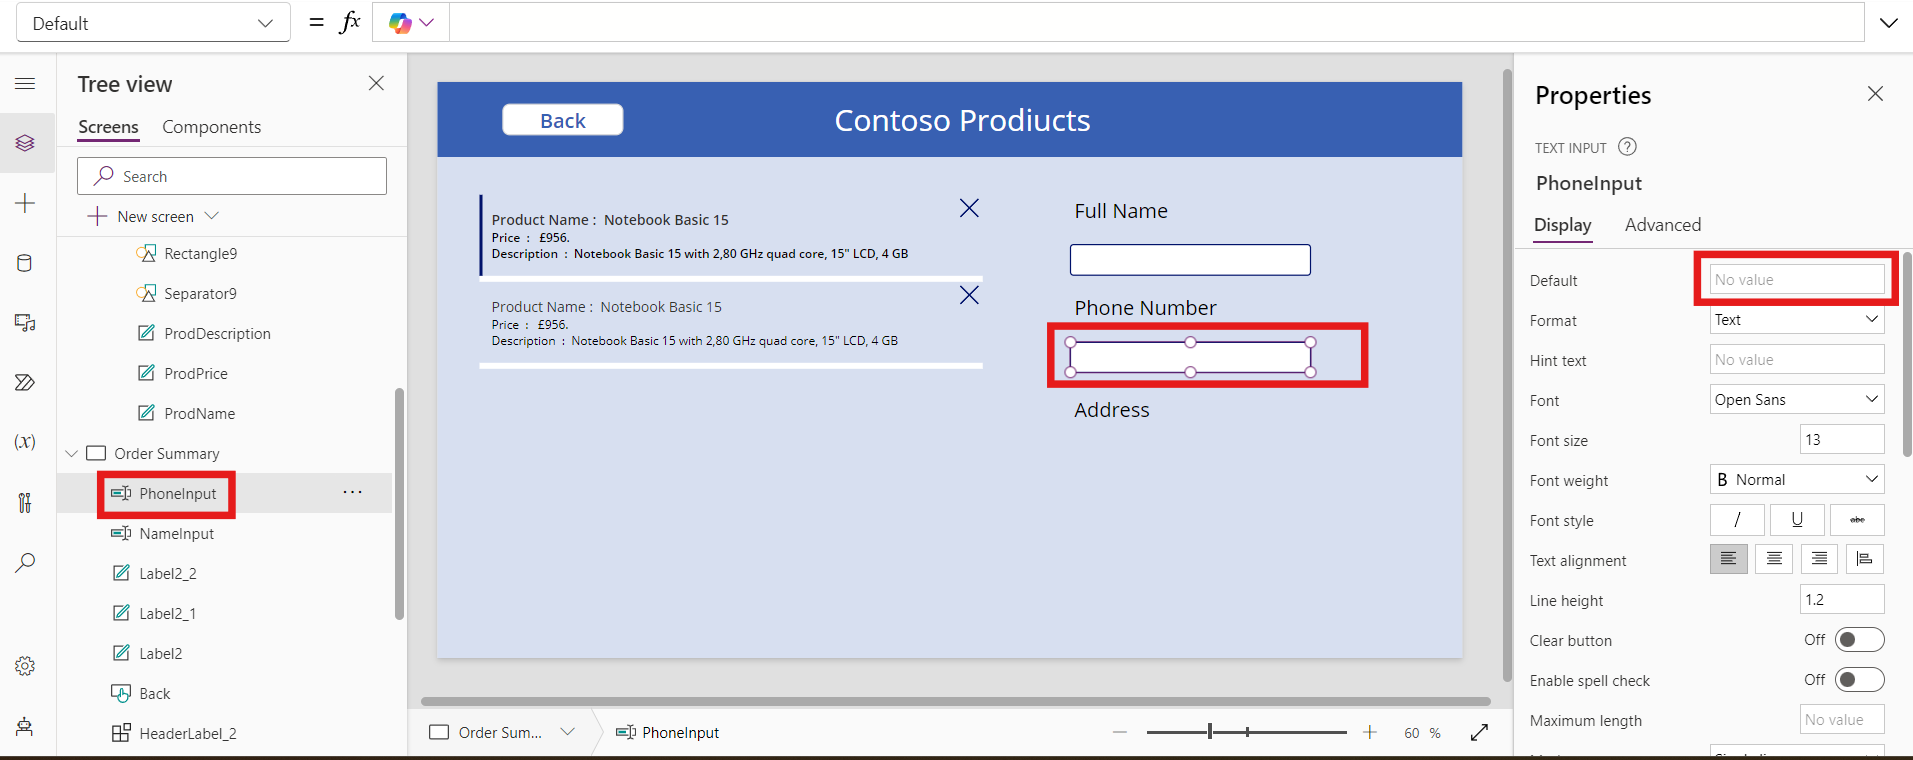 Default = fx
Tree view
Screens Components
Search
New screen
Rectangle9
Separator9
ProdDescription
ProdPrice
ProdName
Order Summary
PhoneInput ...
NameInput
Label2_2
Label2_1
Label2
Back
HeaderLabel_2
(x)
Back Contoso Prodiucts
Product Name : Notebook Basic 15
Price : £956.
Description : Notebook Basic 15 with 2,80 GHz quad core, 15" LCD, 4 GB
Product Name : Notebook Basic 15
Price : £956.
Description : Notebook Basic 15 with 2,80 GHz quad core, 15" LCD, 4 GB
Full Name
Phone Number
Address
Order Sum... PhoneInput 60 %
Properties
TEXT INPUT ?
PhoneInput
Display Advanced
Default No value
Format Text
Hint text No value
Font Open Sans
Font size 13
Font weight B Normal
Font style / U abc
Text alignment
Line height 1.2
Clear button Off
Enable spell check Off
Maximum length No value